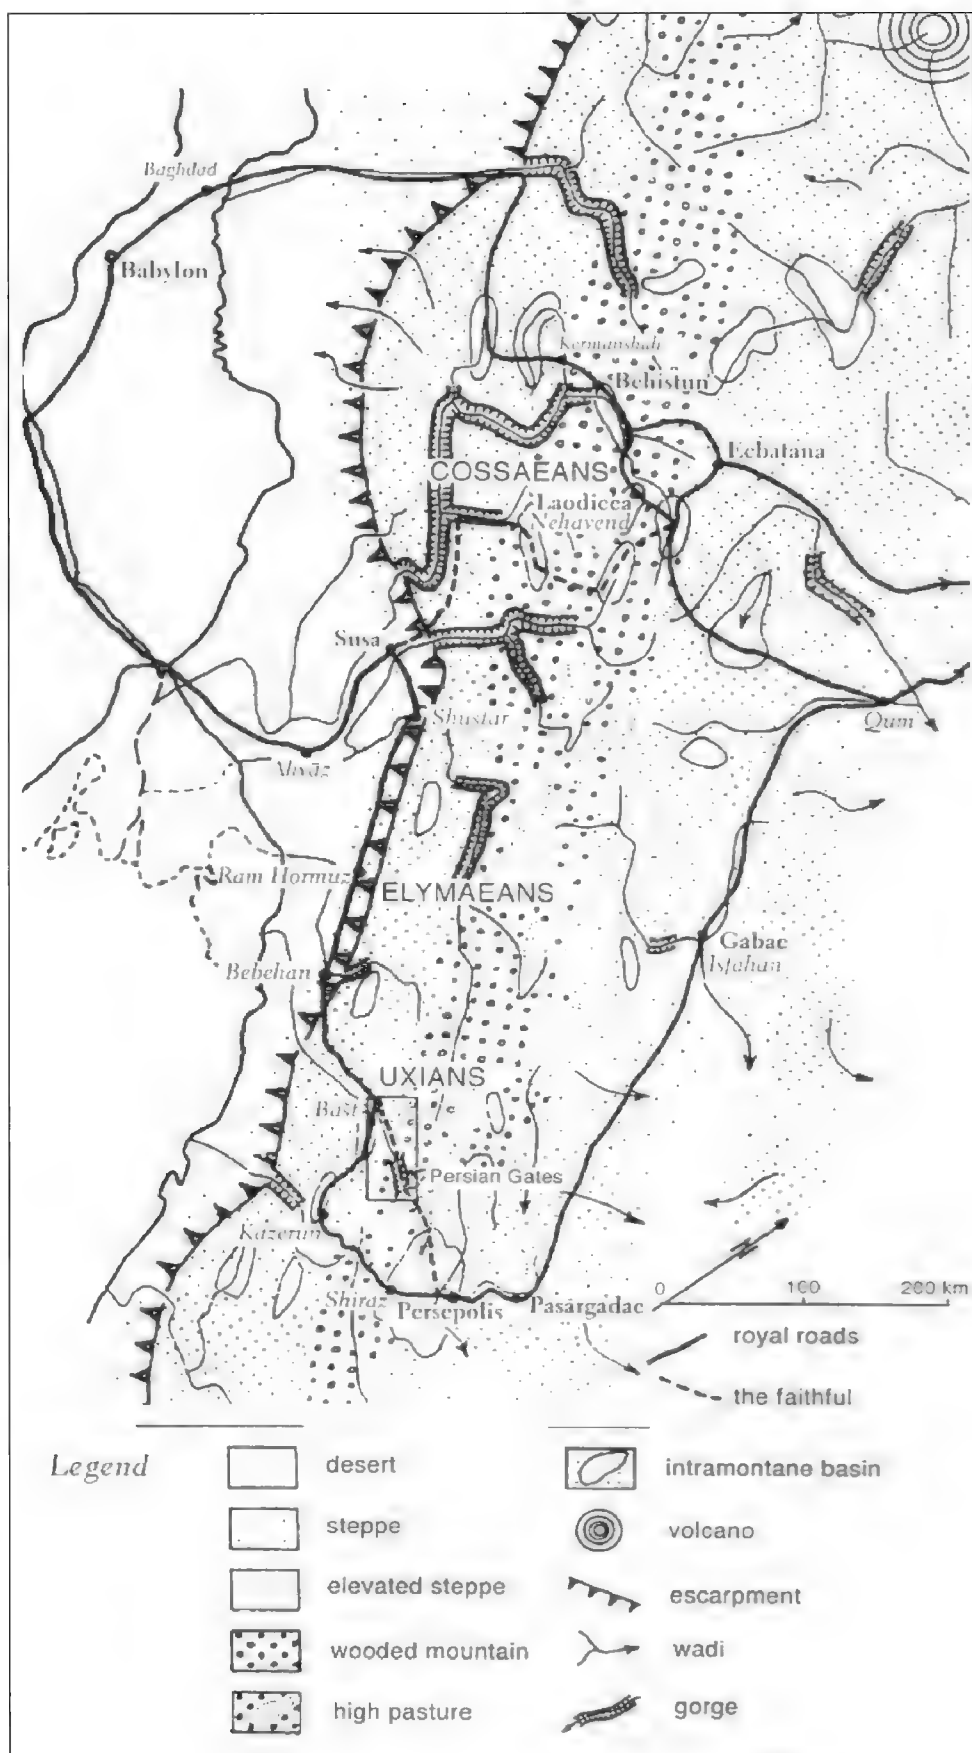 Baghdad
Babylon
Kermanshah
Behistun
Ecbatana
COSSAEANS
Laodicea
Nehavend
Susa
Shustar
Qum
Ahvāz
Ram Hormuz
ELYMAEANS
Gabae
Isfahan
Bebehan
UXIANS
Bast
Persian Gates
Kazerun
Shiraz
Persepolis
Pasargadae
0 100 200 km
royal roads
the faithful
Legend
desert
intramontane basin
steppe
volcano
elevated steppe
escarpment
wooded mountain
wadi
high pasture
gorge